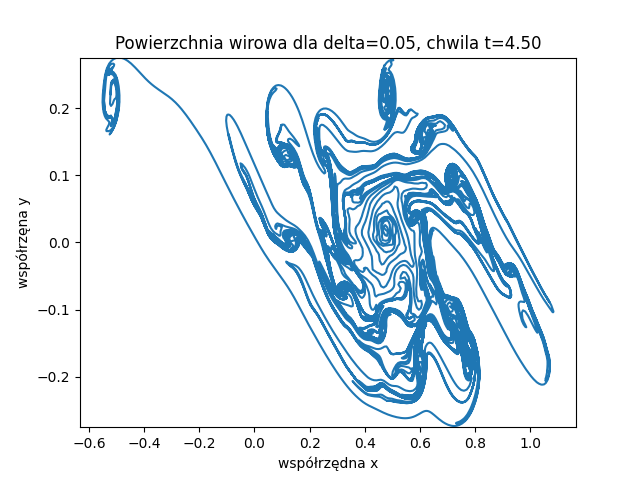 Powierzchnia wirowa dla delta=0.05, chwila t=4.50
0.2
0.1
0.0
−0.1
−0.2
współrzęna y
−0.6 −0.4 −0.2 0.0 0.2 0.4 0.6 0.8 1.0
współrzędna x